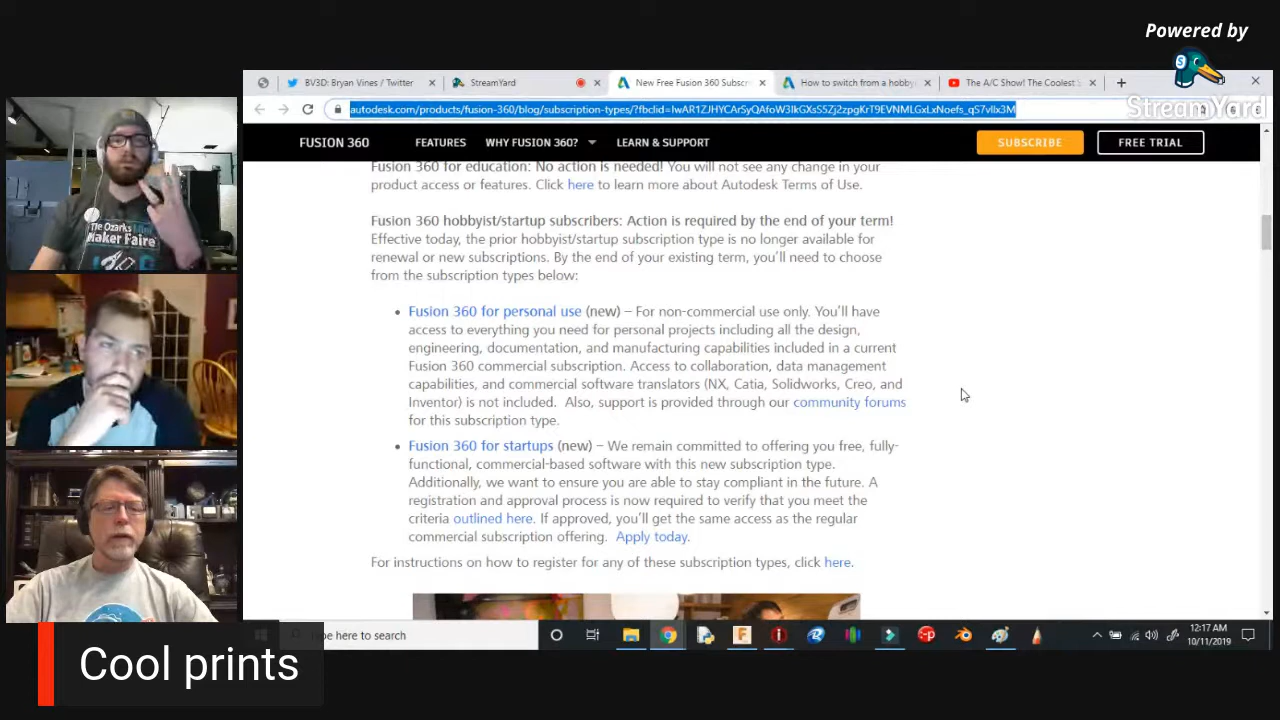 Powered by
StreamYard
BV3D: Bryan Vines / Twitter
StreamYard
New Free Fusion 360 Subscr
How to switch from a hobby
The A/C Show! The Coolest
autodesk.com/products/fusion-360/blog/subscription-types/?fbclid=
FUSION 360
FEATURES
WHY FUSION 360?
LEARN & SUPPORT
SUBSCRIBE
FREE TRIAL
Fusion 360 for education: No action is needed! You will not see any change in your
product access or features. Click here to learn more about Autodesk Terms of Use.
Fusion 360 hobbyist/startup subscribers: Action is required by the end of your term!
Effective today, the prior hobbyist/startup subscription type is no longer available for
renewal or new subscriptions. By the end of your existing term, you'll need to choose
from the subscription types below:
• Fusion 360 for personal use (new) – For non-commercial use only. You'll have
access to everything you need for personal projects including all the design,
engineering, documentation, and manufacturing capabilities included in a current
Fusion 360 commercial subscription. Access to collaboration, data management
capabilities, and commercial software translators (NX, Catia, Solidworks, Creo, and
Inventor) is not included. Also, support is provided through our community forums
for this subscription type.
• Fusion 360 for startups (new) – We remain committed to offering you free, fully-
functional, commercial-based software with this new subscription type.
Additionally, we want to ensure you are able to stay compliant in the future. A
registration and approval process is now required to verify that you meet the
criteria outlined here. If approved, you'll get the same access as the regular
commercial subscription offering. Apply today.
For instructions on how to register for any of these subscription types, click here.
The Ozarks Mini
Maker Faire
ype here to search
12:17 AM
10/11/2019
Cool prints